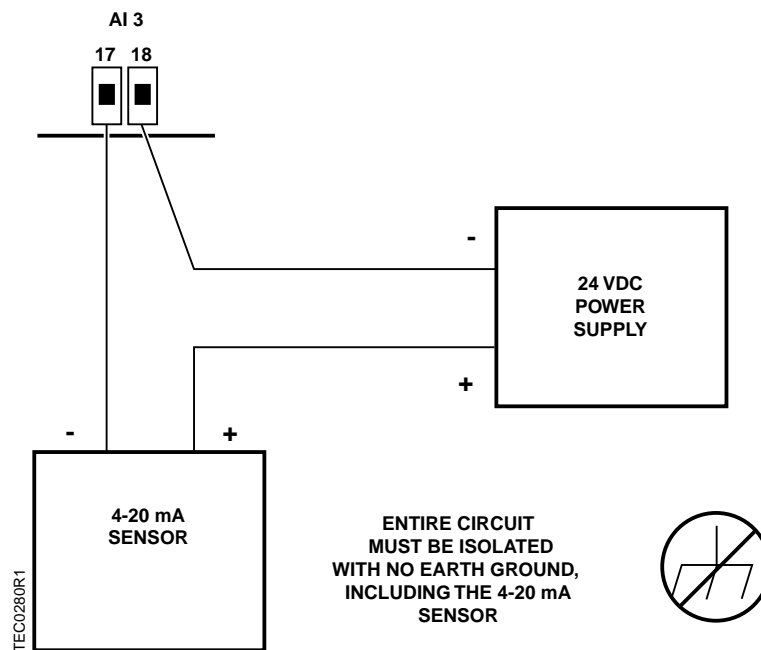 AI 3
17 18
-
24 VDC
POWER
SUPPLY
+
- +
4-20 mA
SENSOR
ENTIRE CIRCUIT
MUST BE ISOLATED
WITH NO EARTH GROUND,
INCLUDING THE 4-20 mA
SENSOR
TEC0280R1